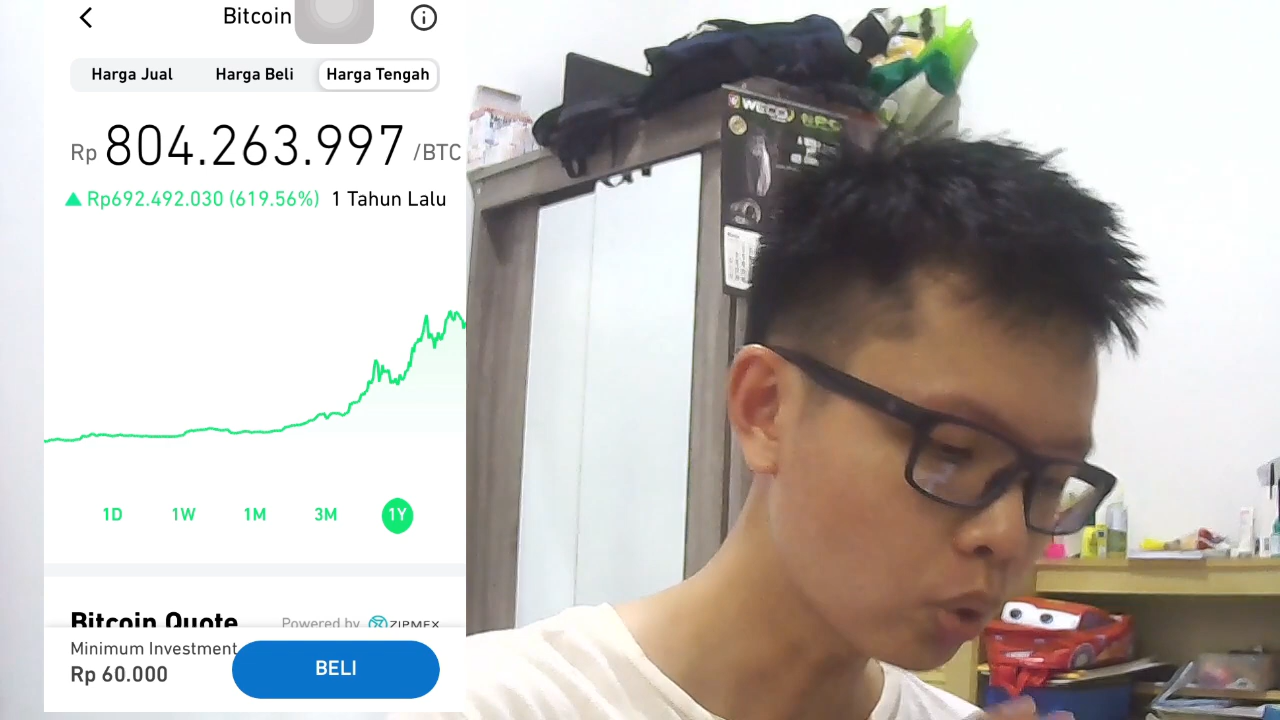 Bitcoin
Harga Jual Harga Beli Harga Tengah
Rp 804.263.997 /BTC
▲ Rp692.492.030 (619.56%) 1 Tahun Lalu
1D 1W 1M 3M 1Y
Bitcoin Quote Powered by ZIPMEX
Minimum Investment
Rp 60.000
BELI
WECO